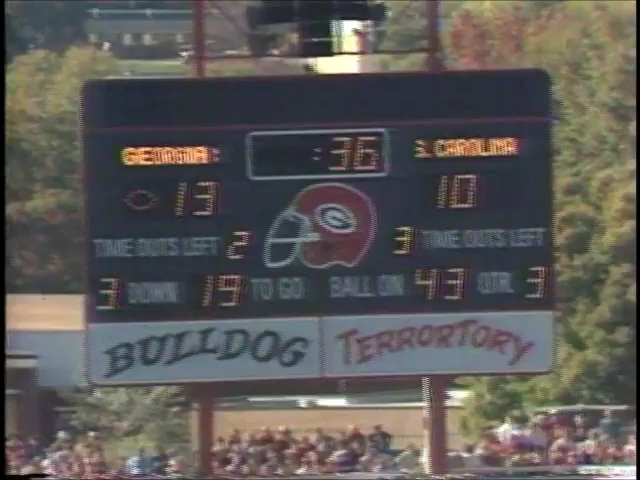 GEORGIA: :36 S. CAROLINA
13 10
TIME OUTS LEFT 2 3 TIME OUTS LEFT
3 DOWN 19 TO GO BALL ON 43 QTR. 3
BULLDOG TERRORTORY